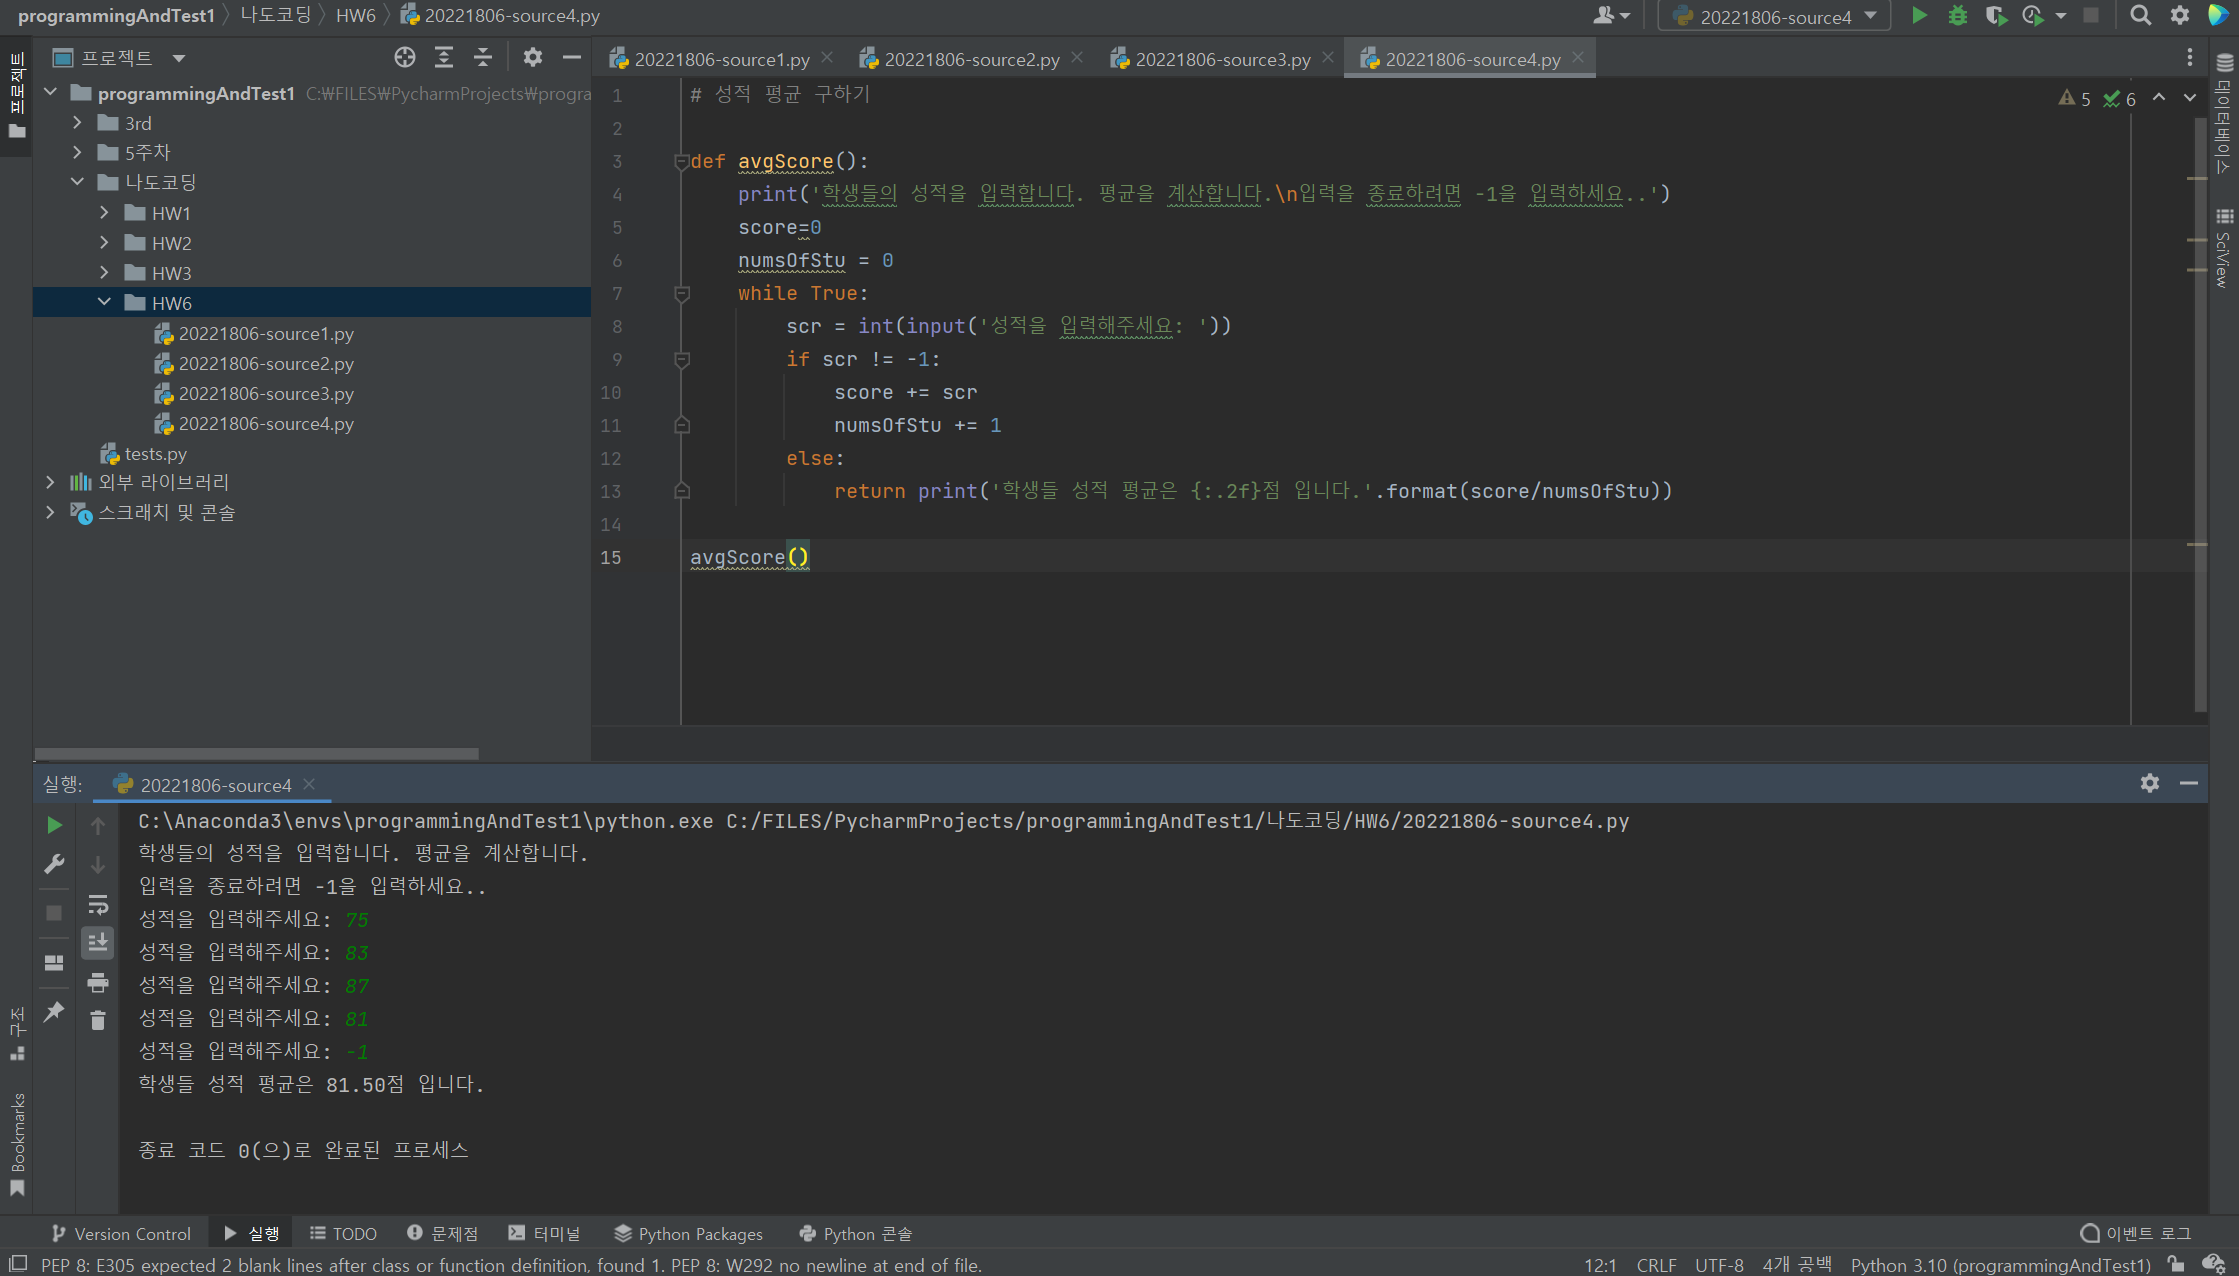 programmingAndTest1 나도코딩 HW6 20221806-source4.py
20221806-source4
프로젝트
프로젝트
20221806-source1.py 20221806-source2.py 20221806-source3.py 20221806-source4.py
programmingAndTest1 C:₩FILES₩PycharmProjects₩progra
3rd
5주차
나도코딩
HW1
HW2
HW3
HW6
20221806-source1.py
20221806-source2.py
20221806-source3.py
20221806-source4.py
tests.py
외부 라이브러리
스크래치 및 콘솔
1 # 성적 평균 구하기
2
3 def avgScore():
4 print('학생들의 성적을 입력합니다. 평균을 계산합니다.\n입력을 종료하려면 -1을 입력하세요..')
5 score=0
6 numsOfStu = 0
7 while True:
8 scr = int(input('성적을 입력해주세요: '))
9 if scr != -1:
10 score += scr
11 numsOfStu += 1
12 else:
13 return print('학생들 성적 평균은 {:.2f}점 입니다.'.format(score/numsOfStu))
14
15 avgScore()
5 6
데이터베이스
SciView
실행: 20221806-source4
C:\Anaconda3\envs\programmingAndTest1\python.exe C:/FILES/PycharmProjects/programmingAndTest1/나도코딩/HW6/20221806-source4.py
학생들의 성적을 입력합니다. 평균을 계산합니다.
입력을 종료하려면 -1을 입력하세요..
성적을 입력해주세요: 75
성적을 입력해주세요: 83
성적을 입력해주세요: 87
성적을 입력해주세요: 81
성적을 입력해주세요: -1
학생들 성적 평균은 81.50점 입니다.
종료 코드 0(으)로 완료된 프로세스
구조
Bookmarks
Version Control 실행 TODO 문제점 터미널 Python Packages Python 콘솔 이벤트 로그
PEP 8: E305 expected 2 blank lines after class or function definition, found 1. PEP 8: W292 no newline at end of file. 12:1 CRLF UTF-8 4개 공백 Python 3.10 (programmingAndTest1)